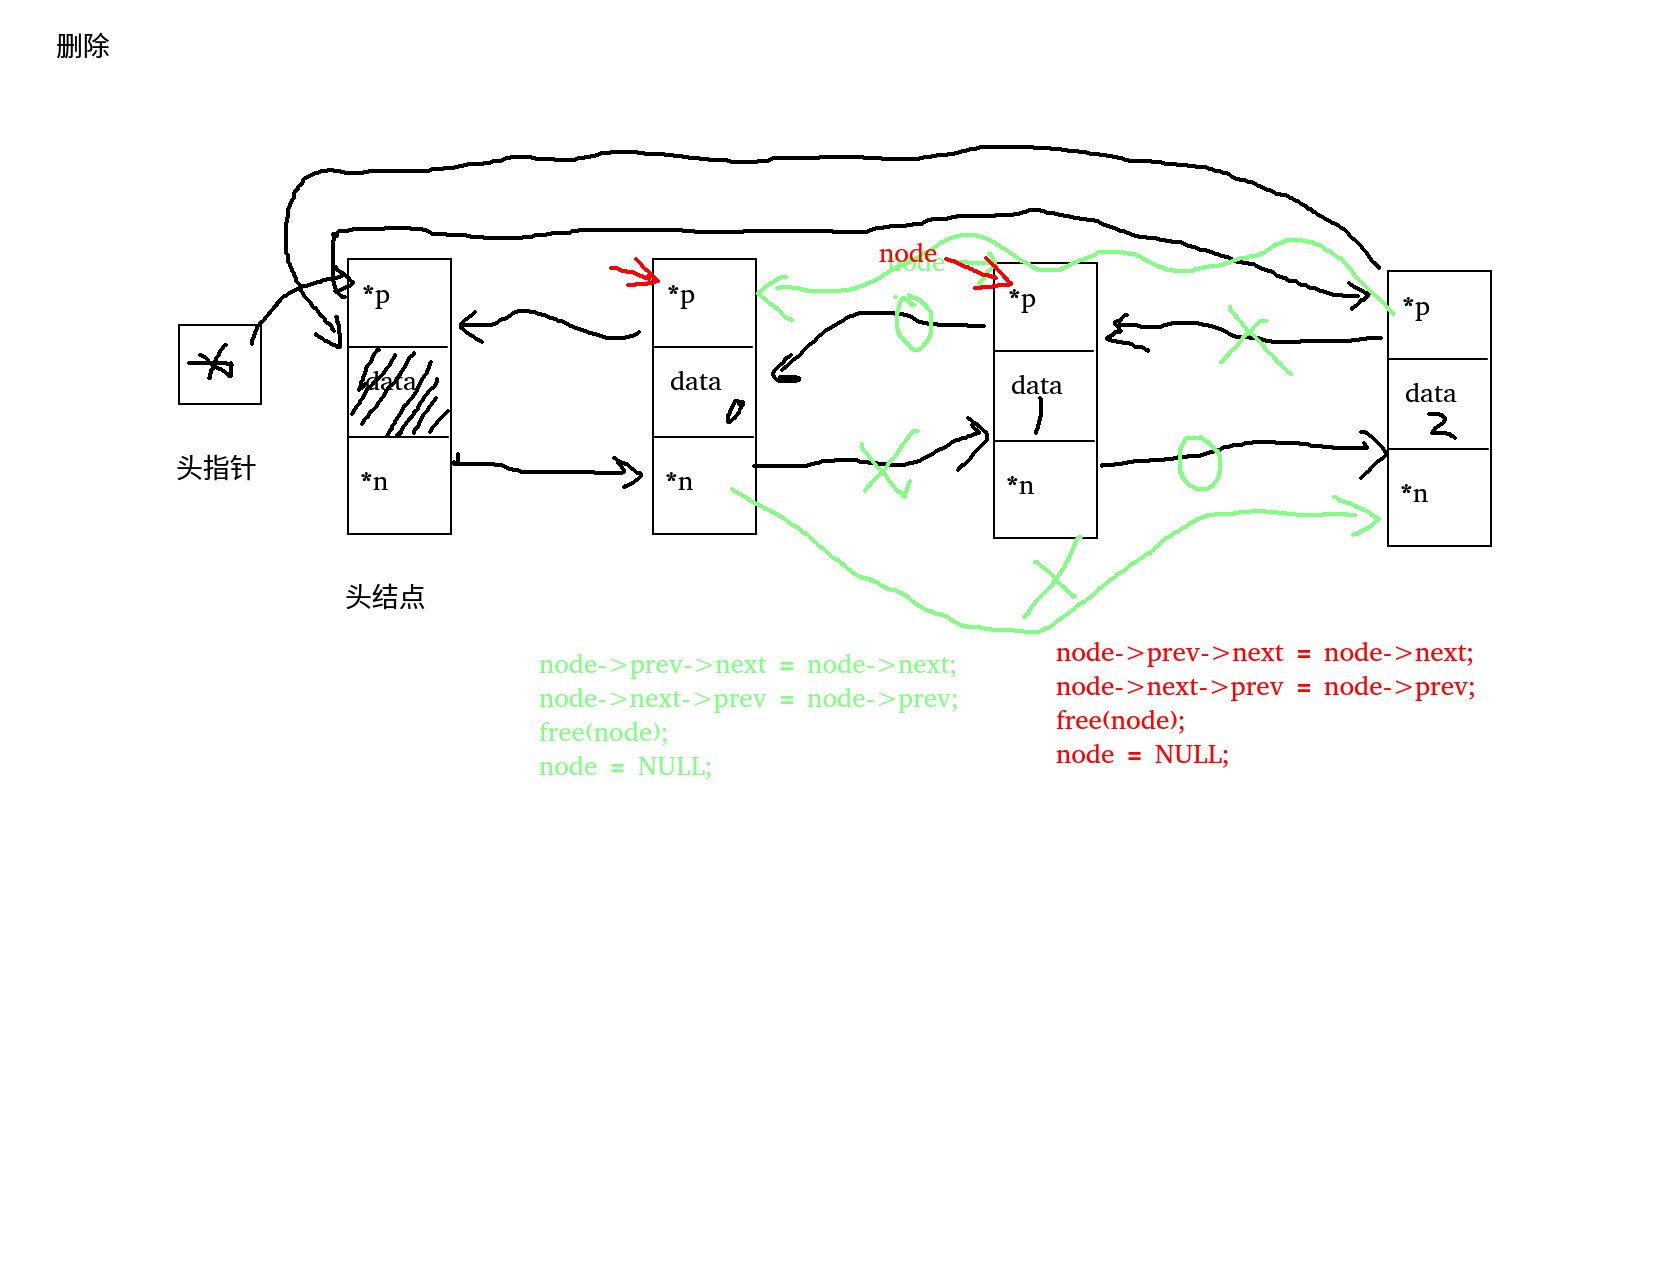 删除
node
node
*p
*p
*p
*p
*
data
data
data
data
0
1
2
头指针
*n
*n
*n
*n
头结点
node->prev->next = node->next;
node->next->prev = node->prev;
free(node);
node = NULL;
node->prev->next = node->next;
node->next->prev = node->prev;
free(node);
node = NULL;